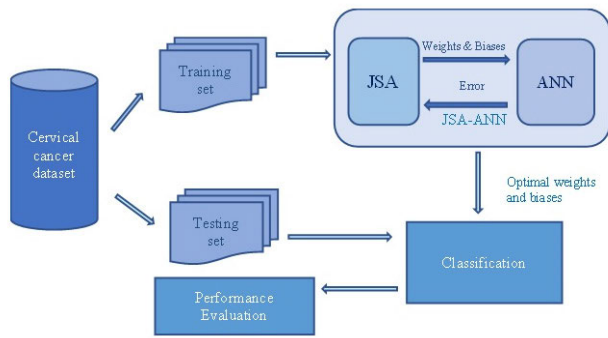 Cervical
cancer
dataset
Training
set
JSA
Weights & Biases
Error
JSA-ANN
ANN
Optimal weights
and biases
Testing
set
Classification
Performance
Evaluation